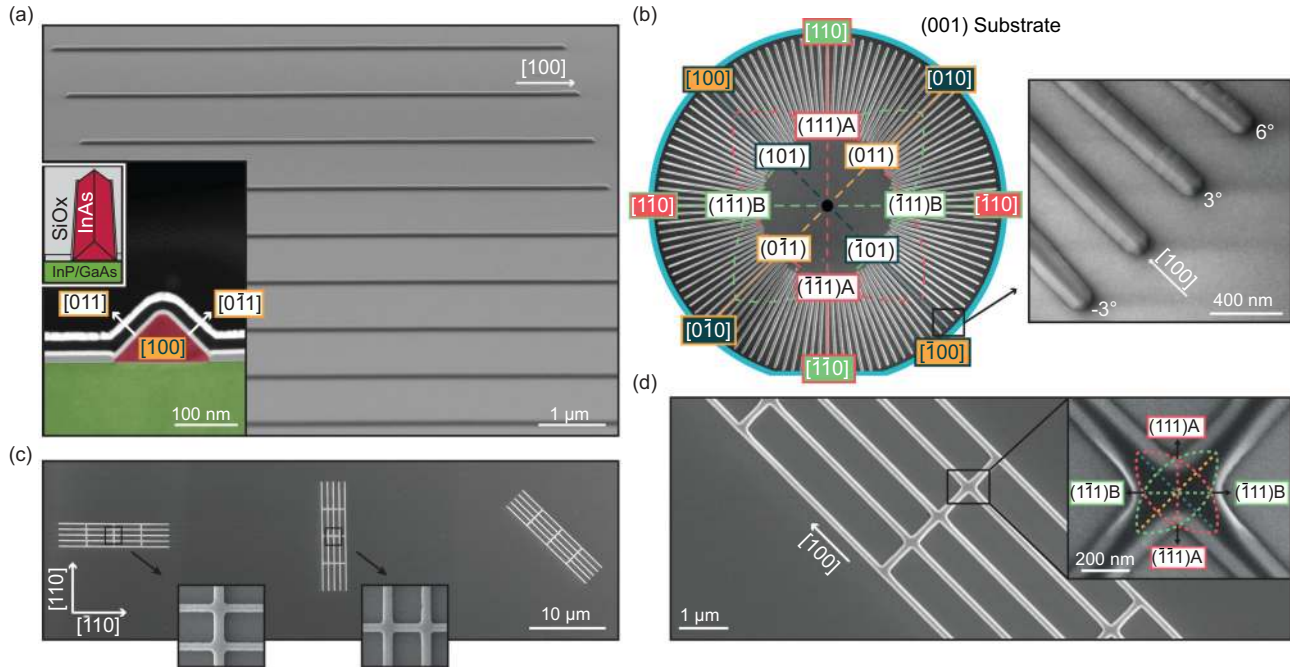 (a)
[100]
SiOx
InAs
InP/GaAs
[011]
[01̄1]
[100]
100 nm
1 µm
(b)
(001) Substrate
[110]
[100]
[010]
(111)A
(101)
(011)
[11̄0]
(11̄1)B
(1̄11)B
[1̄10]
(01̄1)
(1̄01)
(1̄1̄1)A
[01̄0]
[1̄00]
[1̄1̄0]
6°
3°
[100]
-3°
400 nm
(c)
[110]
[1̄10]
10 µm
(d)
[100]
1 µm
(111)A
(11̄1)B
(1̄11)B
(1̄1̄1)A
200 nm